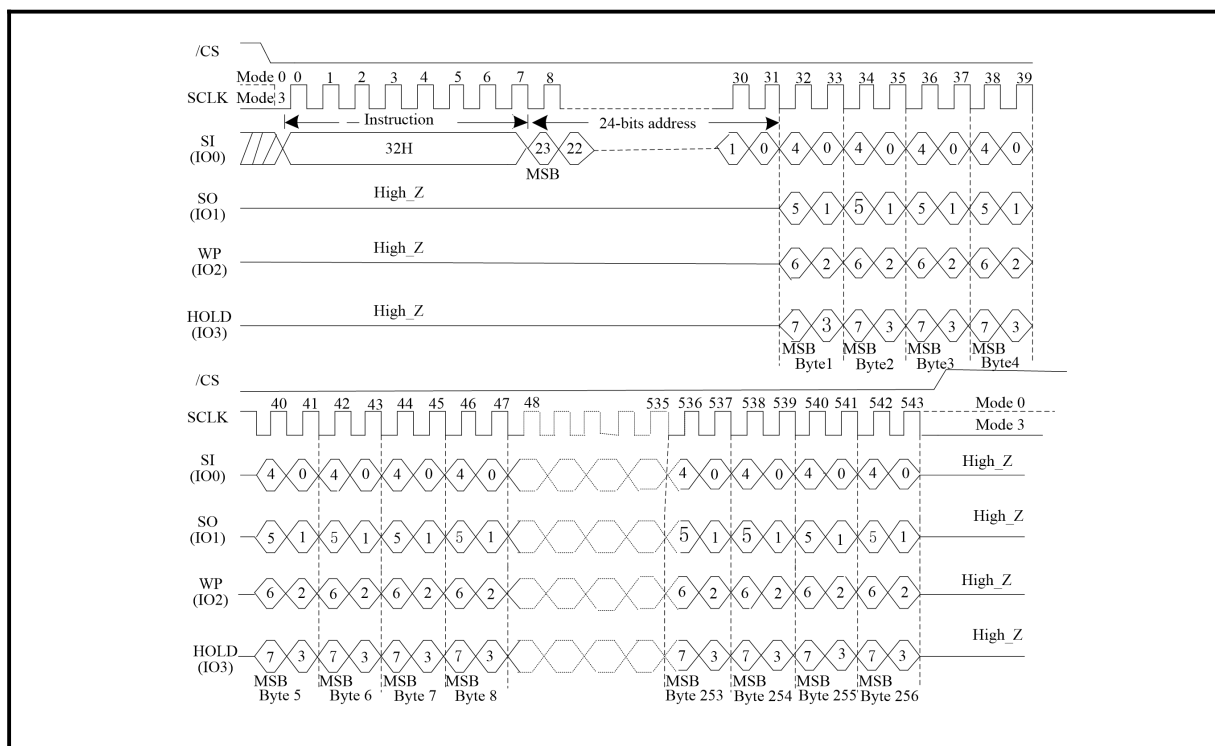 /CS
Mode 0 0 1 2 3 4 5 6 7 8 30 31 32 33 34 35 36 37 38 39
SCLK Mode 3
Instruction 24-bits address
SI 32H 23 22 1 0 4 0 4 0 4 0 4 0
(IO0)
MSB
SO High_Z 5 1 5 1 5 1 5 1
(IO1)
WP High_Z 6 2 6 2 6 2 6 2
(IO2)
HOLD High_Z 7 3 7 3 7 3 7 3
(IO3)
MSB MSB MSB MSB
Byte1 Byte2 Byte3 Byte4
/CS
40 41 42 43 44 45 46 47 48 535 536 537 538 539 540 541 542 543 Mode 0
SCLK Mode 3
SI 4 0 4 0 4 0 4 0 4 0 4 0 4 0 4 0 High_Z
(IO0)
SO 5 1 5 1 5 1 5 1 5 1 5 1 5 1 5 1 High_Z
(IO1)
WP 6 2 6 2 6 2 6 2 6 2 6 2 6 2 6 2 High_Z
(IO2)
HOLD 7 3 7 3 7 3 7 3 7 3 7 3 7 3 7 3 High_Z
(IO3)
MSB MSB MSB MSB MSB MSB MSB MSB
Byte 5 Byte 6 Byte 7 Byte 8 Byte 253 Byte 254 Byte 255 Byte 256